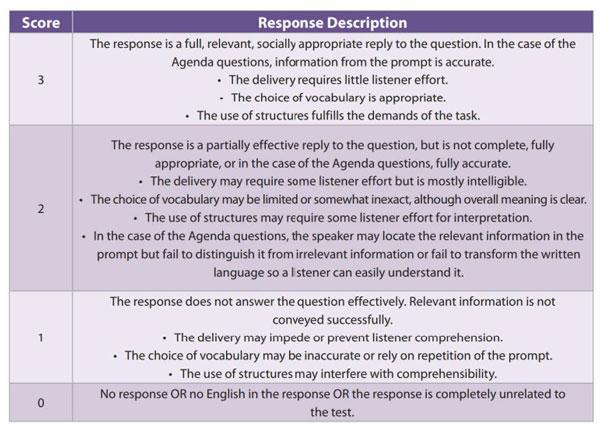 Score Response Description
The response is a full, relevant, socially appropriate reply to the question. In the case of the
Agenda questions, information from the prompt is accurate.
3
• The delivery requires little listener effort.
• The choice of vocabulary is appropriate.
• The use of structures fulfills the demands of the task.
The response is a partially effective reply to the question, but is not complete, fully
appropriate, or in the case of the Agenda questions, fully accurate.
• The delivery may require some listener effort but is mostly intelligible.
2
• The choice of vocabulary may be limited or somewhat inexact, although overall meaning is clear.
• The use of structures may require some listener effort for interpretation.
• In the case of the Agenda questions, the speaker may locate the relevant information in the
prompt but fail to distinguish it from irrelevant information or fail to transform the written
language so a listener can easily understand it.
The response does not answer the question effectively. Relevant information is not
conveyed successfully.
1
• The delivery may impede or prevent listener comprehension.
• The choice of vocabulary may be inaccurate or rely on repetition of the prompt.
• The use of structures may interfere with comprehensibility.
0
No response OR no English in the response OR the response is completely unrelated to
the test.